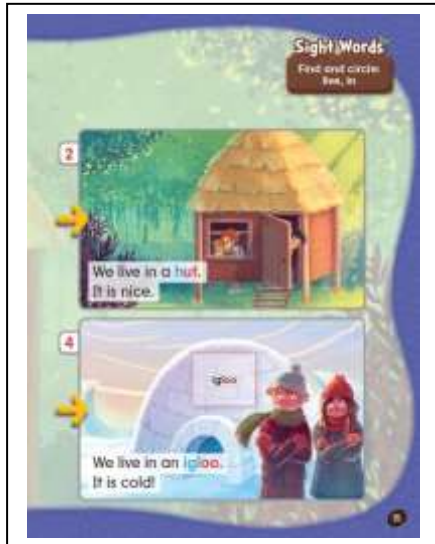 Sight Words
Find and circle:
live, in
2
We live in a hut.
It is nice.
4
igloo
We live in an igloo.
It is cold!